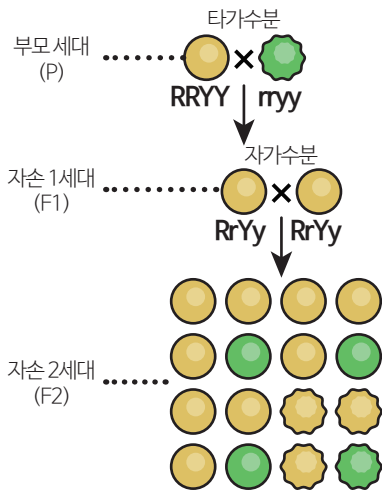 타가수분
부모 세대
(P)
RRYY
rryy
자가수분
자손 1세대
(F1)
RrYy
RrYy
자손 2세대
(F2)